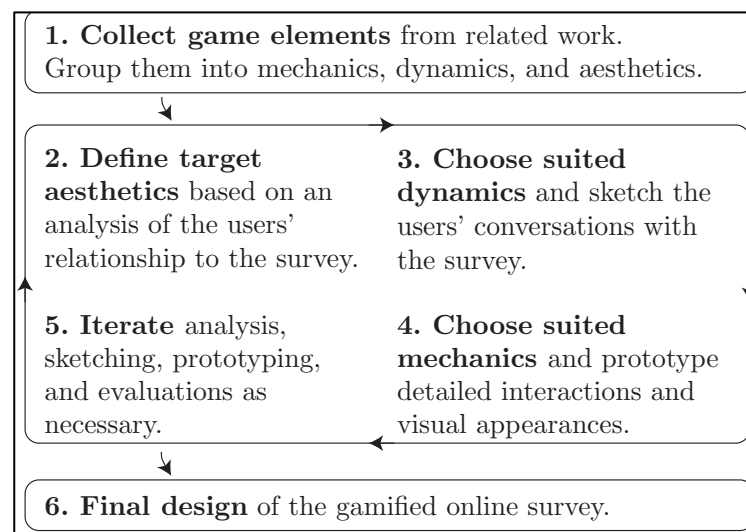 1. Collect game elements from related work.
Group them into mechanics, dynamics, and aesthetics.
2. Define target
aesthetics based on an
analysis of the users'
relationship to the survey.
3. Choose suited
dynamics and sketch the
users' conversations with
the survey.
5. Iterate analysis,
sketching, prototyping,
and evaluations as
necessary.
4. Choose suited
mechanics and prototype
detailed interactions and
visual appearances.
6. Final design of the gamified online survey.